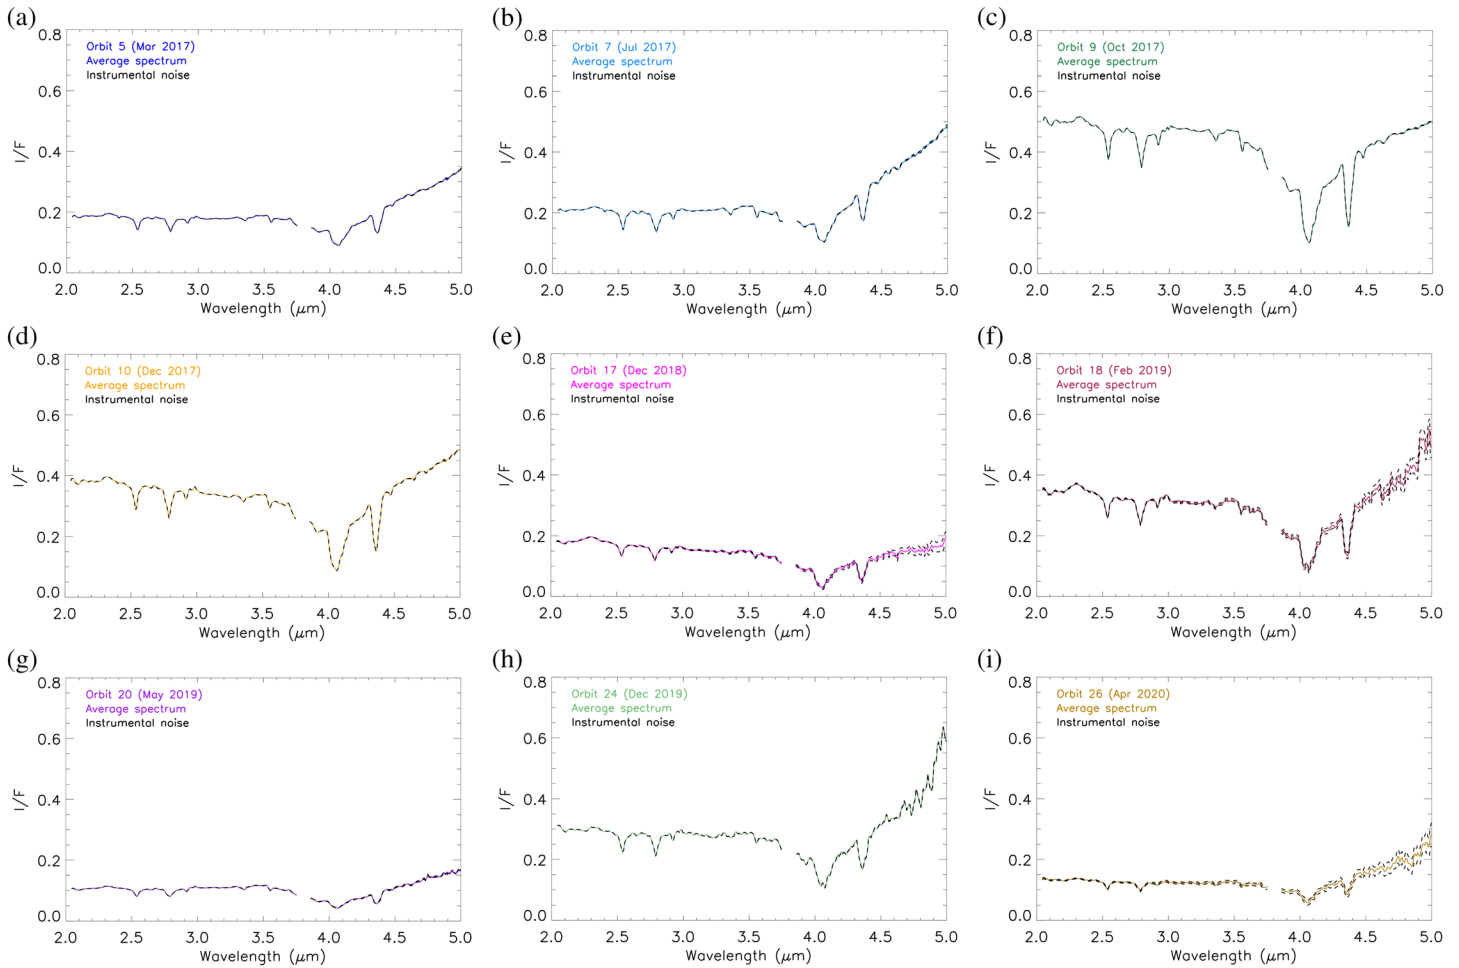 (a)
Orbit 5 (Mar 2017)
Average spectrum
Instrumental noise
0.8
0.6
0.4
0.2
0.0
I/F
2.0 2.5 3.0 3.5 4.0 4.5 5.0
Wavelength (μm)
(b)
Orbit 7 (Jul 2017)
Average spectrum
Instrumental noise
0.8
0.6
0.4
0.2
0.0
I/F
2.0 2.5 3.0 3.5 4.0 4.5 5.0
Wavelength (μm)
(c)
Orbit 9 (Oct 2017)
Average spectrum
Instrumental noise
0.8
0.6
0.4
0.2
0.0
I/F
2.0 2.5 3.0 3.5 4.0 4.5 5.0
Wavelength (μm)
(d)
Orbit 10 (Dec 2017)
Average spectrum
Instrumental noise
0.8
0.6
0.4
0.2
0.0
I/F
2.0 2.5 3.0 3.5 4.0 4.5 5.0
Wavelength (μm)
(e)
Orbit 17 (Dec 2018)
Average spectrum
Instrumental noise
0.8
0.6
0.4
0.2
0.0
I/F
2.0 2.5 3.0 3.5 4.0 4.5 5.0
Wavelength (μm)
(f)
Orbit 18 (Feb 2019)
Average spectrum
Instrumental noise
0.8
0.6
0.4
0.2
0.0
I/F
2.0 2.5 3.0 3.5 4.0 4.5 5.0
Wavelength (μm)
(g)
Orbit 20 (May 2019)
Average spectrum
Instrumental noise
0.8
0.6
0.4
0.2
0.0
I/F
2.0 2.5 3.0 3.5 4.0 4.5 5.0
Wavelength (μm)
(h)
Orbit 24 (Dec 2019)
Average spectrum
Instrumental noise
0.8
0.6
0.4
0.2
0.0
I/F
2.0 2.5 3.0 3.5 4.0 4.5 5.0
Wavelength (μm)
(i)
Orbit 26 (Apr 2020)
Average spectrum
Instrumental noise
0.8
0.6
0.4
0.2
0.0
I/F
2.0 2.5 3.0 3.5 4.0 4.5 5.0
Wavelength (μm)